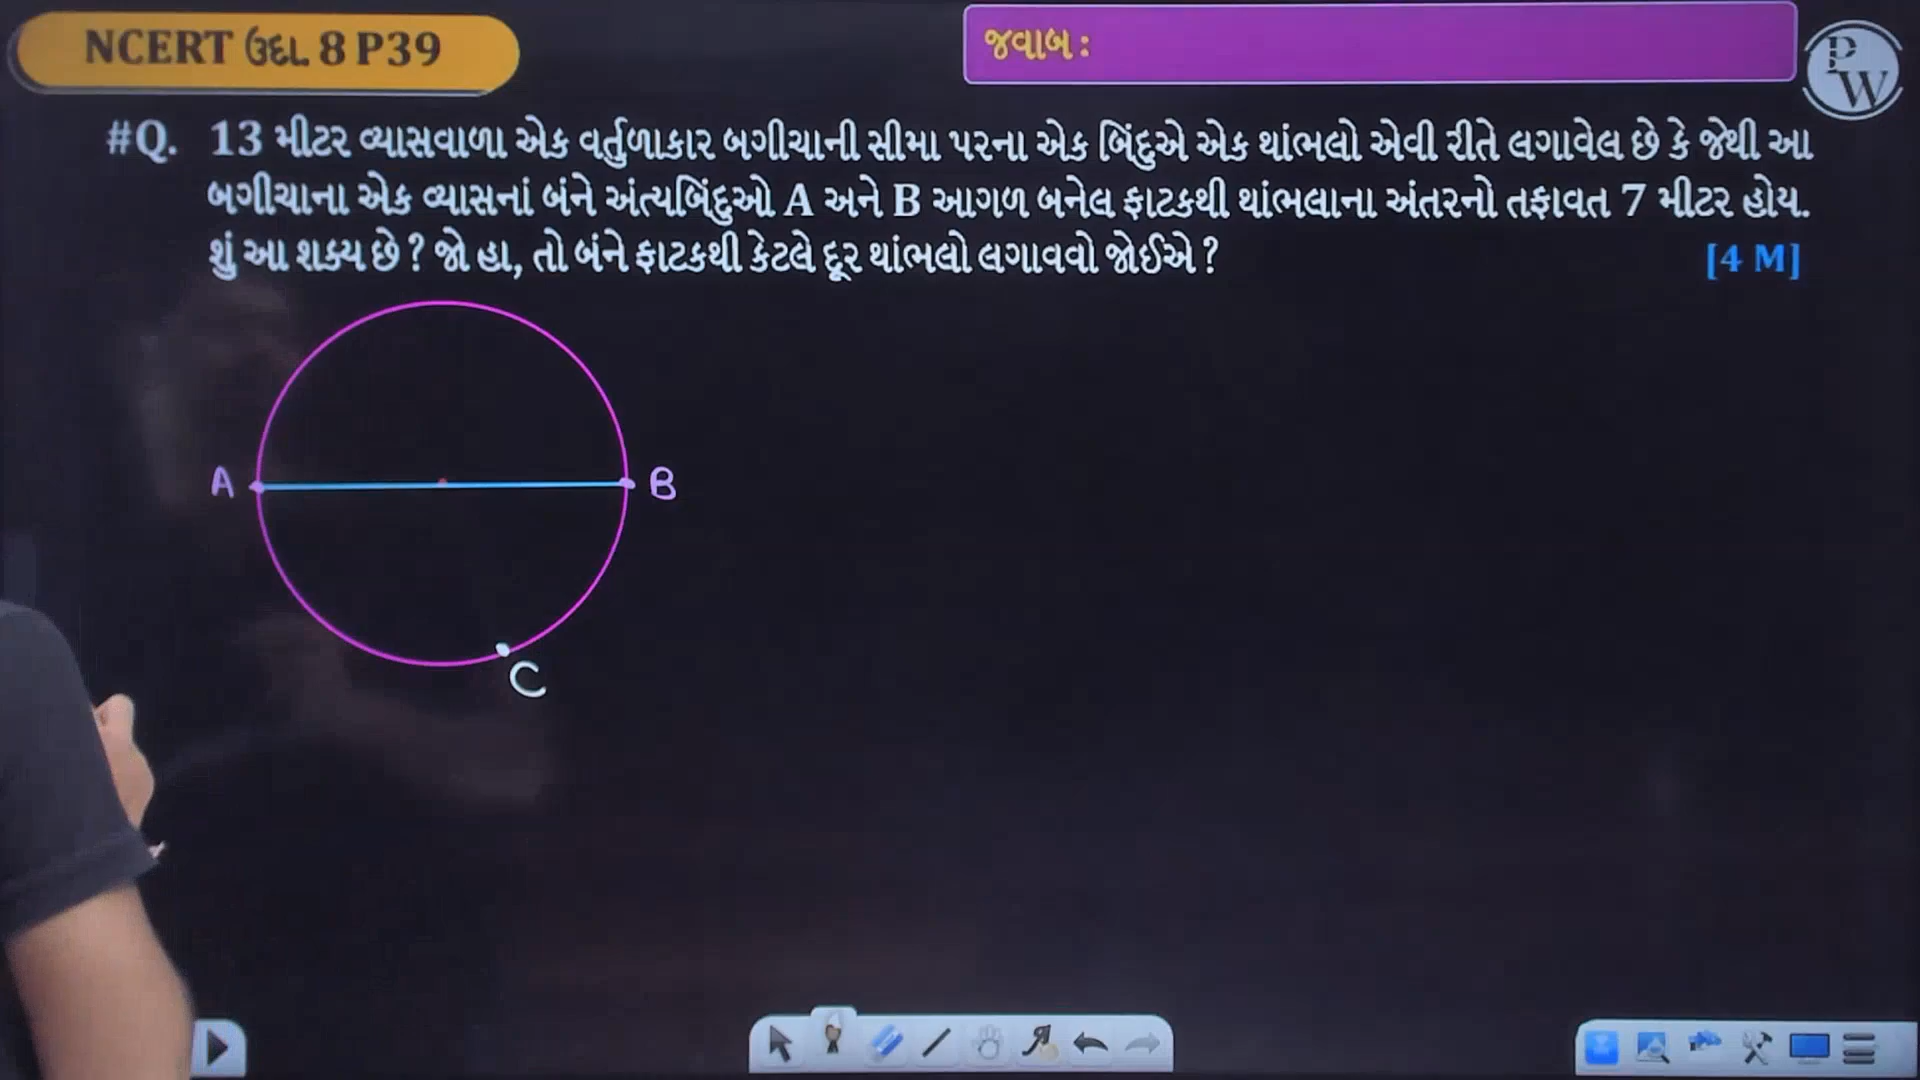 NCERT ઉદા. 8 P39
જવાબ :
PW
#Q. 13 મીટર વ્યાસવાળા એક વર્તુળાકાર બગીચાની સીમા પરના એક બિંદુએ એક થાંભલો એવી રીતે લગાવેલ છે કે જેથી આ
બગીચાના એક વ્યાસનાં બંને અંત્યબિંદુઓ A અને B આગળ બનેલ ફાટકથી થાંભલાના અંતરનો તફાવત 7 મીટર હોય.
શું આ શક્ય છે ? જો હા, તો બંને ફાટકથી કેટલે દૂર થાંભલો લગાવવો જોઈએ ? [4 M]
A B
C